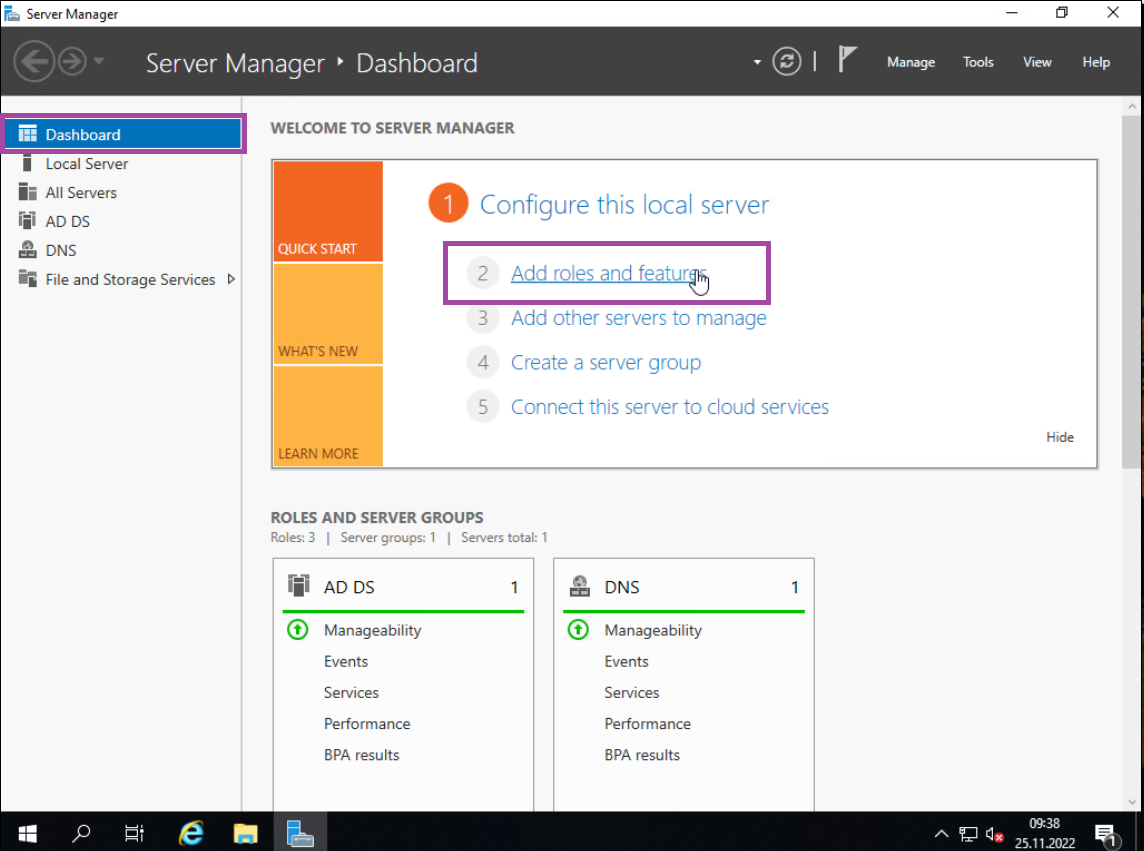 Server Manager
Server Manager ‣ Dashboard
Manage Tools View Help
Dashboard
Local Server
All Servers
AD DS
DNS
File and Storage Services
WELCOME TO SERVER MANAGER
QUICK START
WHAT'S NEW
LEARN MORE
1 Configure this local server
2 Add roles and features
3 Add other servers to manage
4 Create a server group
5 Connect this server to cloud services
Hide
ROLES AND SERVER GROUPS
Roles: 3 | Server groups: 1 | Servers total: 1
AD DS 1
Manageability
Events
Services
Performance
BPA results
DNS 1
Manageability
Events
Services
Performance
BPA results
09:38
25.11.2022
1